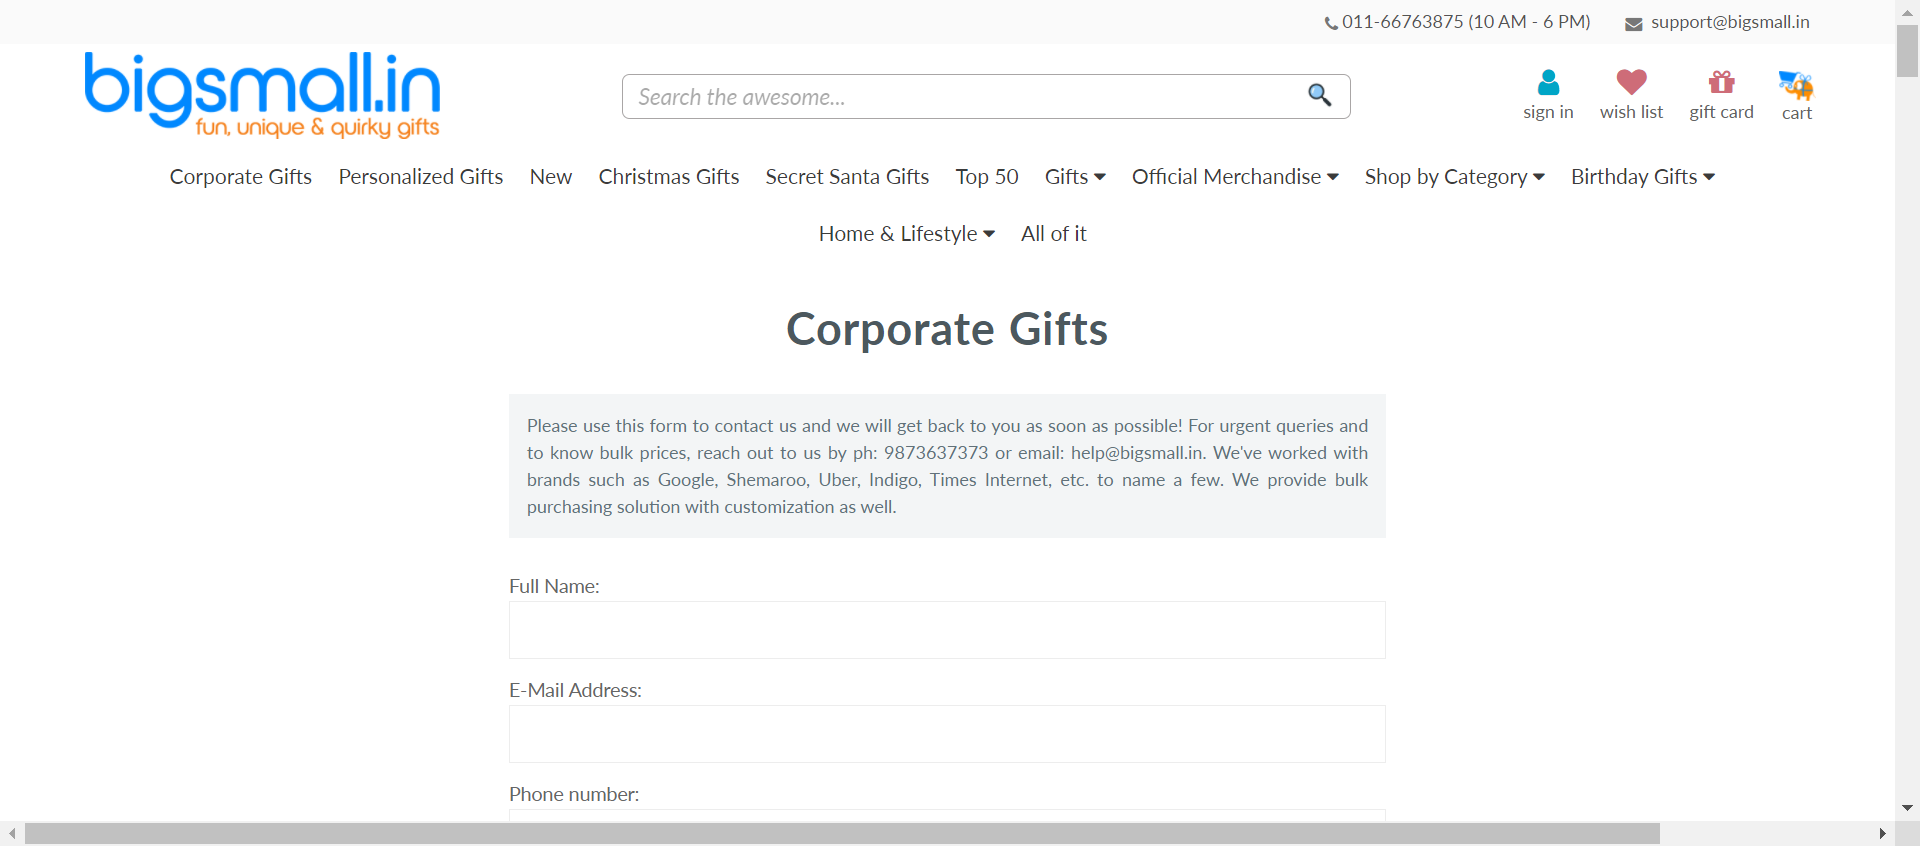 011-66763875 (10 AM - 6 PM) support@bigsmall.in
bigsmall.in
fun, unique & quirky gifts
Search the awesome...
sign in wish list gift card cart
Corporate Gifts Personalized Gifts New Christmas Gifts Secret Santa Gifts Top 50 Gifts Official Merchandise Shop by Category Birthday Gifts
Home & Lifestyle All of it
Corporate Gifts
Please use this form to contact us and we will get back to you as soon as possible! For urgent queries and
to know bulk prices, reach out to us by ph: 9873637373 or email: help@bigsmall.in. We've worked with
brands such as Google, Shemaroo, Uber, Indigo, Times Internet, etc. to name a few. We provide bulk
purchasing solution with customization as well.
Full Name:
E-Mail Address:
Phone number: